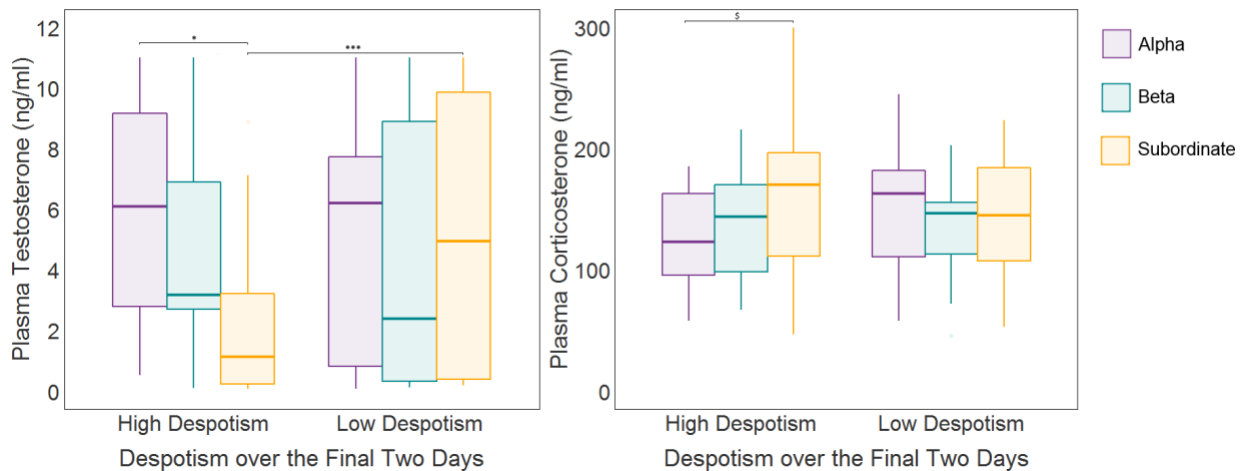 Plasma Testosterone (ng/ml)
12
10
8
6
4
2
0
*
***
High Despotism
Low Despotism
Despotism over the Final Two Days
Plasma Corticosterone (ng/ml)
300
200
100
0
$
High Despotism
Low Despotism
Despotism over the Final Two Days
Alpha
Beta
Subordinate